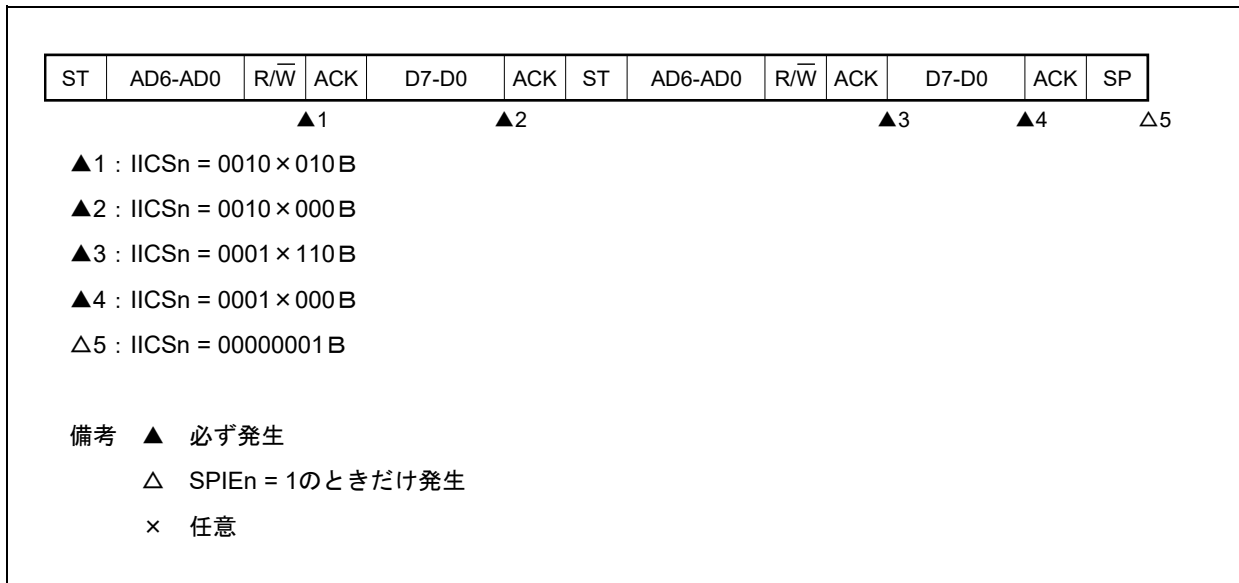 ST AD6-AD0 R/W̅ ACK D7-D0 ACK ST AD6-AD0 R/W̅ ACK D7-D0 ACK SP
▲1 ▲2 ▲3 ▲4 △5
▲1：IICSn = 0010×010B
▲2：IICSn = 0010×000B
▲3：IICSn = 0001×110B
▲4：IICSn = 0001×000B
△5：IICSn = 00000001B
備考 ▲ 必ず発生
△ SPIEn = 1のときだけ発生
× 任意